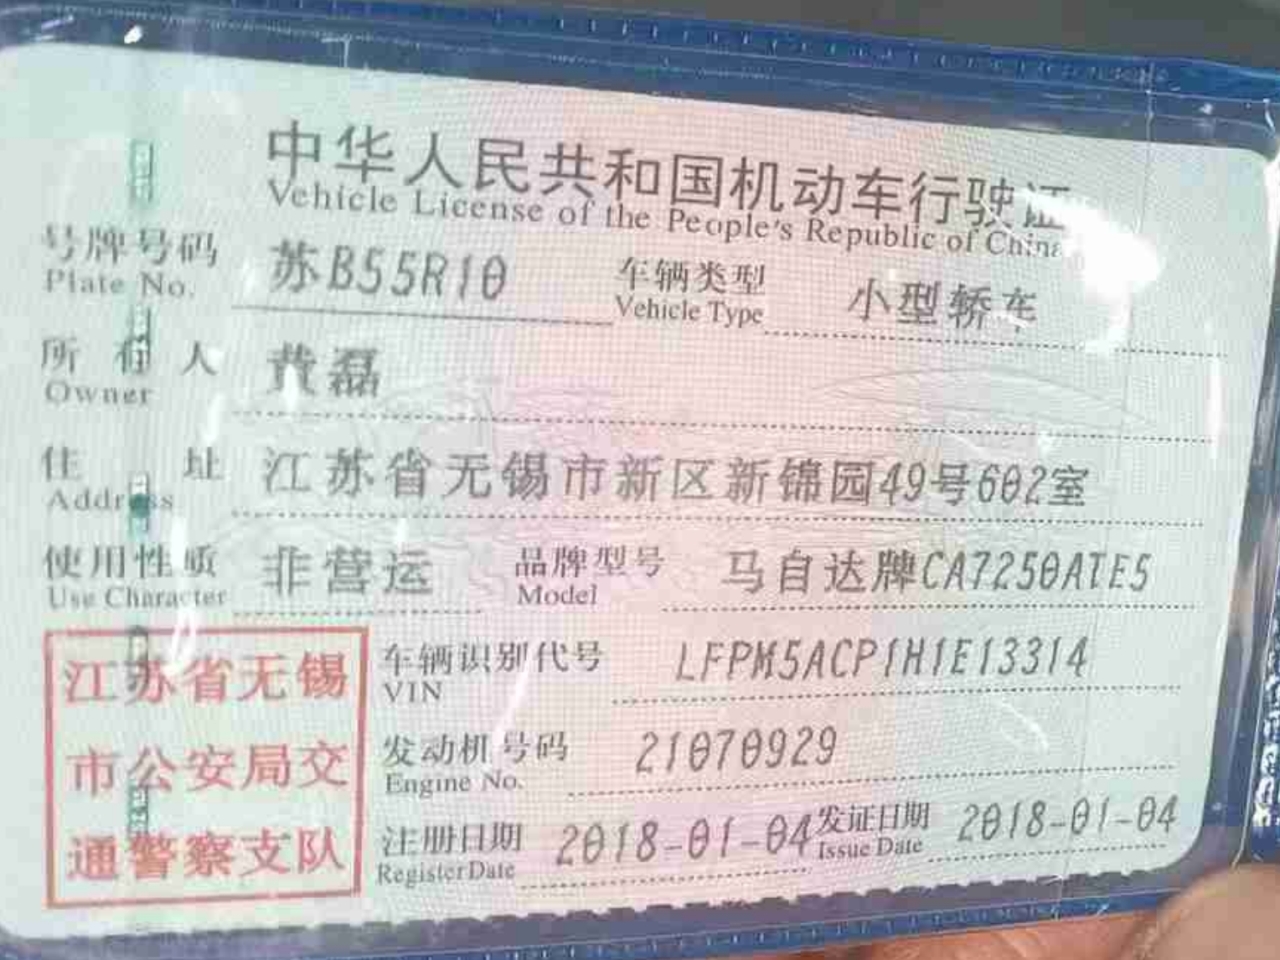 中华人民共和国机动车行驶证
Vehicle License of the People's Republic of China
号牌号码 苏B55R10 车辆类型 小型轿车
Plate No. Vehicle Type
所有人 费磊
Owner
住址 江苏省无锡市新区新锦园49号602室
Address
使用性质 非营运 品牌型号 马自达牌CA7250ATE5
Use Character Model
江苏省无锡
市公安局交
通警察支队
车辆识别代号 LFPM5ACP1H1E13314
VIN
发动机号码 21070929
Engine No.
注册日期 2018-01-04 发证日期 2018-01-04
Register Date Issue Date